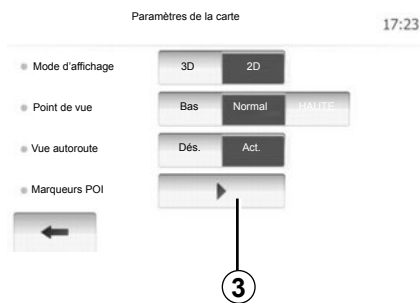 Paramètres de la carte
17:23
Mode d'affichage 3D 2D
Point de vue Bas Normal HAUTE
Vue autoroute Dés. Act.
Marqueurs POI
3